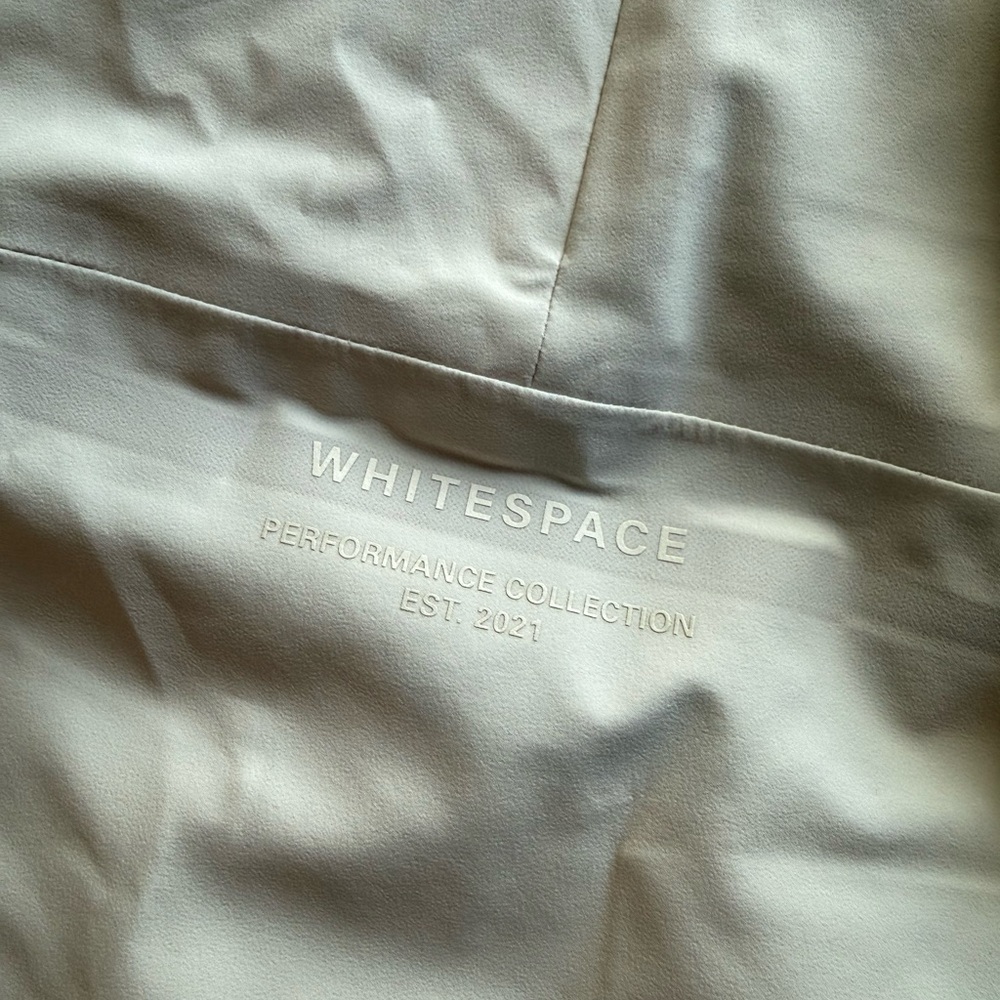 WHITESPACE
PERFORMANCE COLLECTION
EST. 2021